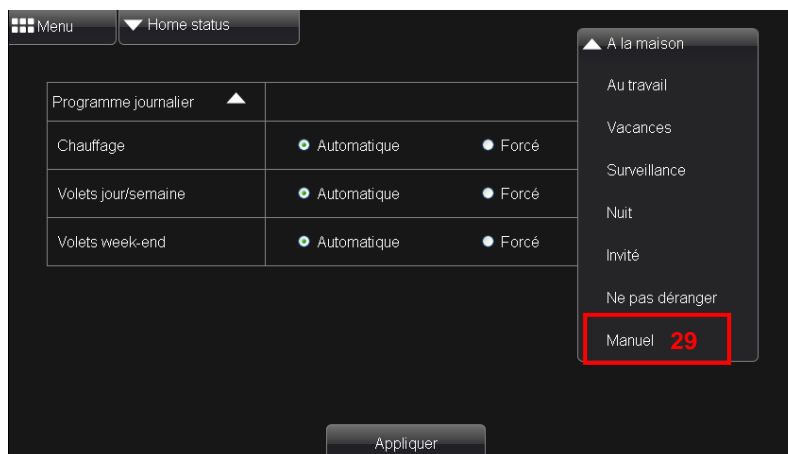 Menu
Home status
A la maison
Au travail
Vacances
Surveillance
Nuit
Invité
Ne pas déranger
Manuel 29
Programme journalier
Chauffage Automatique Forcé
Volets jour/semaine Automatique Forcé
Volets week-end Automatique Forcé
Appliquer